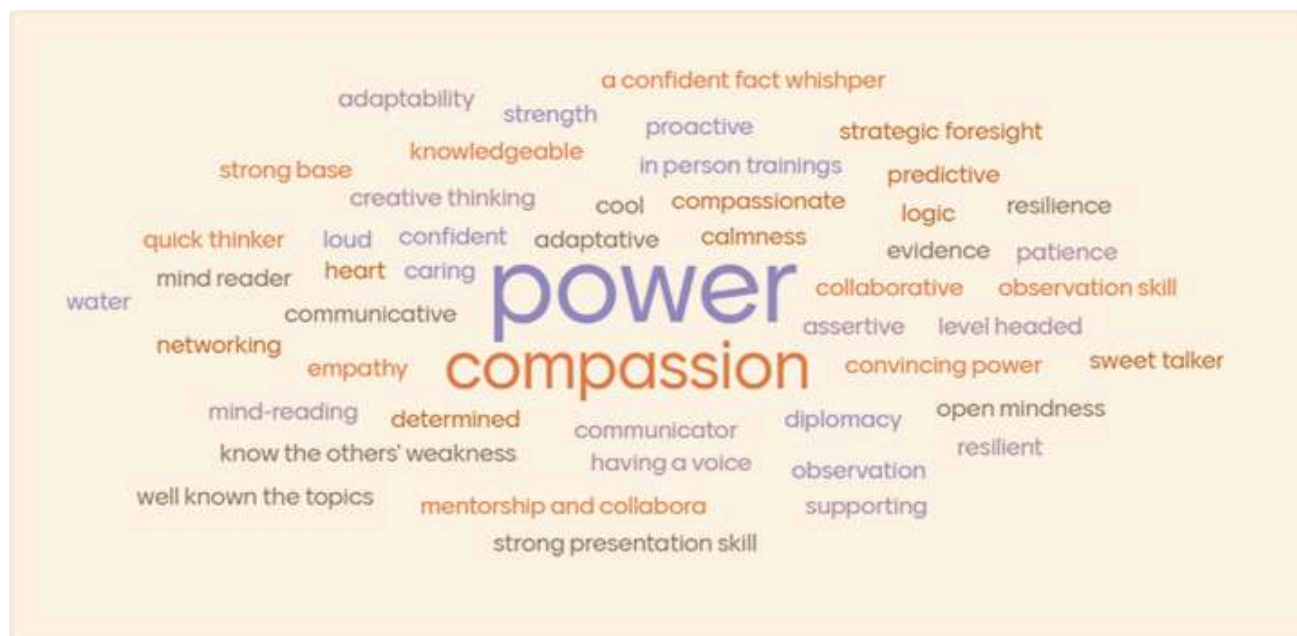 a confident fact whishper
adaptability
strength
proactive
strategic foresight
knowledgeable
in person trainings
strong base
predictive
creative thinking
cool
compassionate
logic
resilience
quick thinker
loud
confident
adaptative
calmness
evidence
patience
mind reader
heart
caring
power
collaborative
observation skill
water
communicative
assertive
level headed
networking
empathy
compassion
convincing power
sweet talker
mind-reading
determined
communicator
diplomacy
open mindness
know the others' weakness
having a voice
observation
resilient
well known the topics
mentorship and collabora
supporting
strong presentation skill